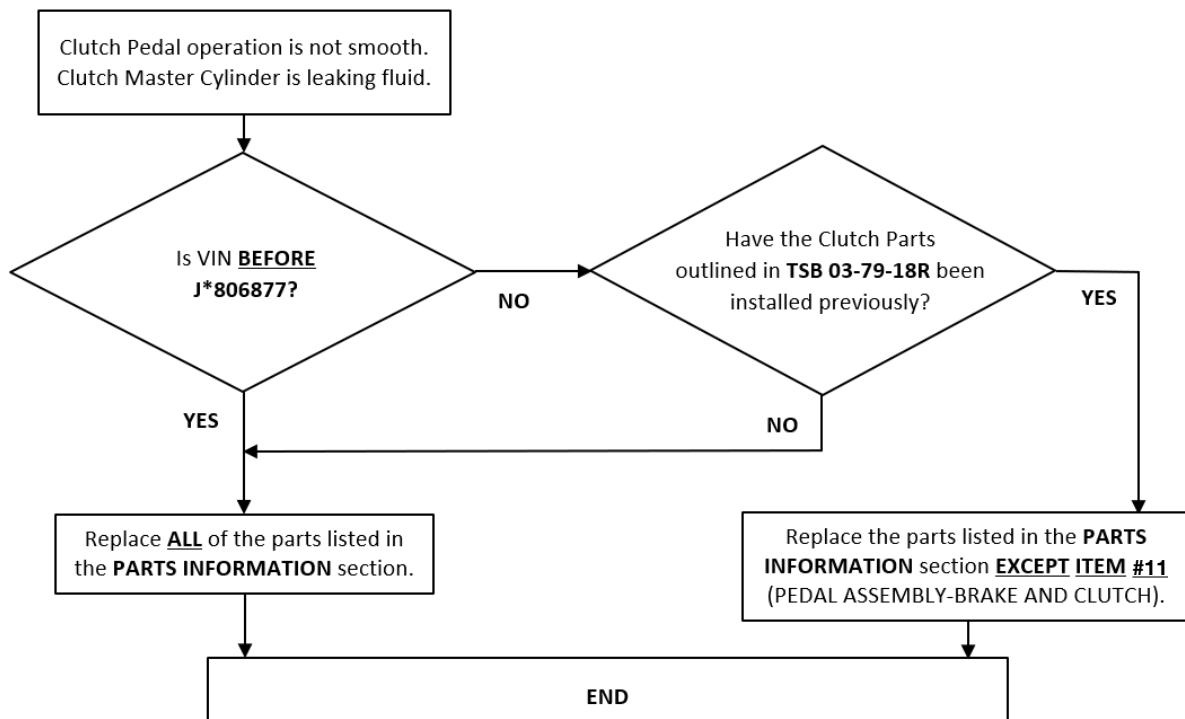 Clutch Pedal operation is not smooth.
Clutch Master Cylinder is leaking fluid.
Is VIN BEFORE
J*806877?
NO
Have the Clutch Parts
outlined in TSB 03-79-18R been
installed previously?
YES
YES
NO
Replace ALL of the parts listed in
the PARTS INFORMATION section.
Replace the parts listed in the PARTS
INFORMATION section EXCEPT ITEM #11
(PEDAL ASSEMBLY-BRAKE AND CLUTCH).
END